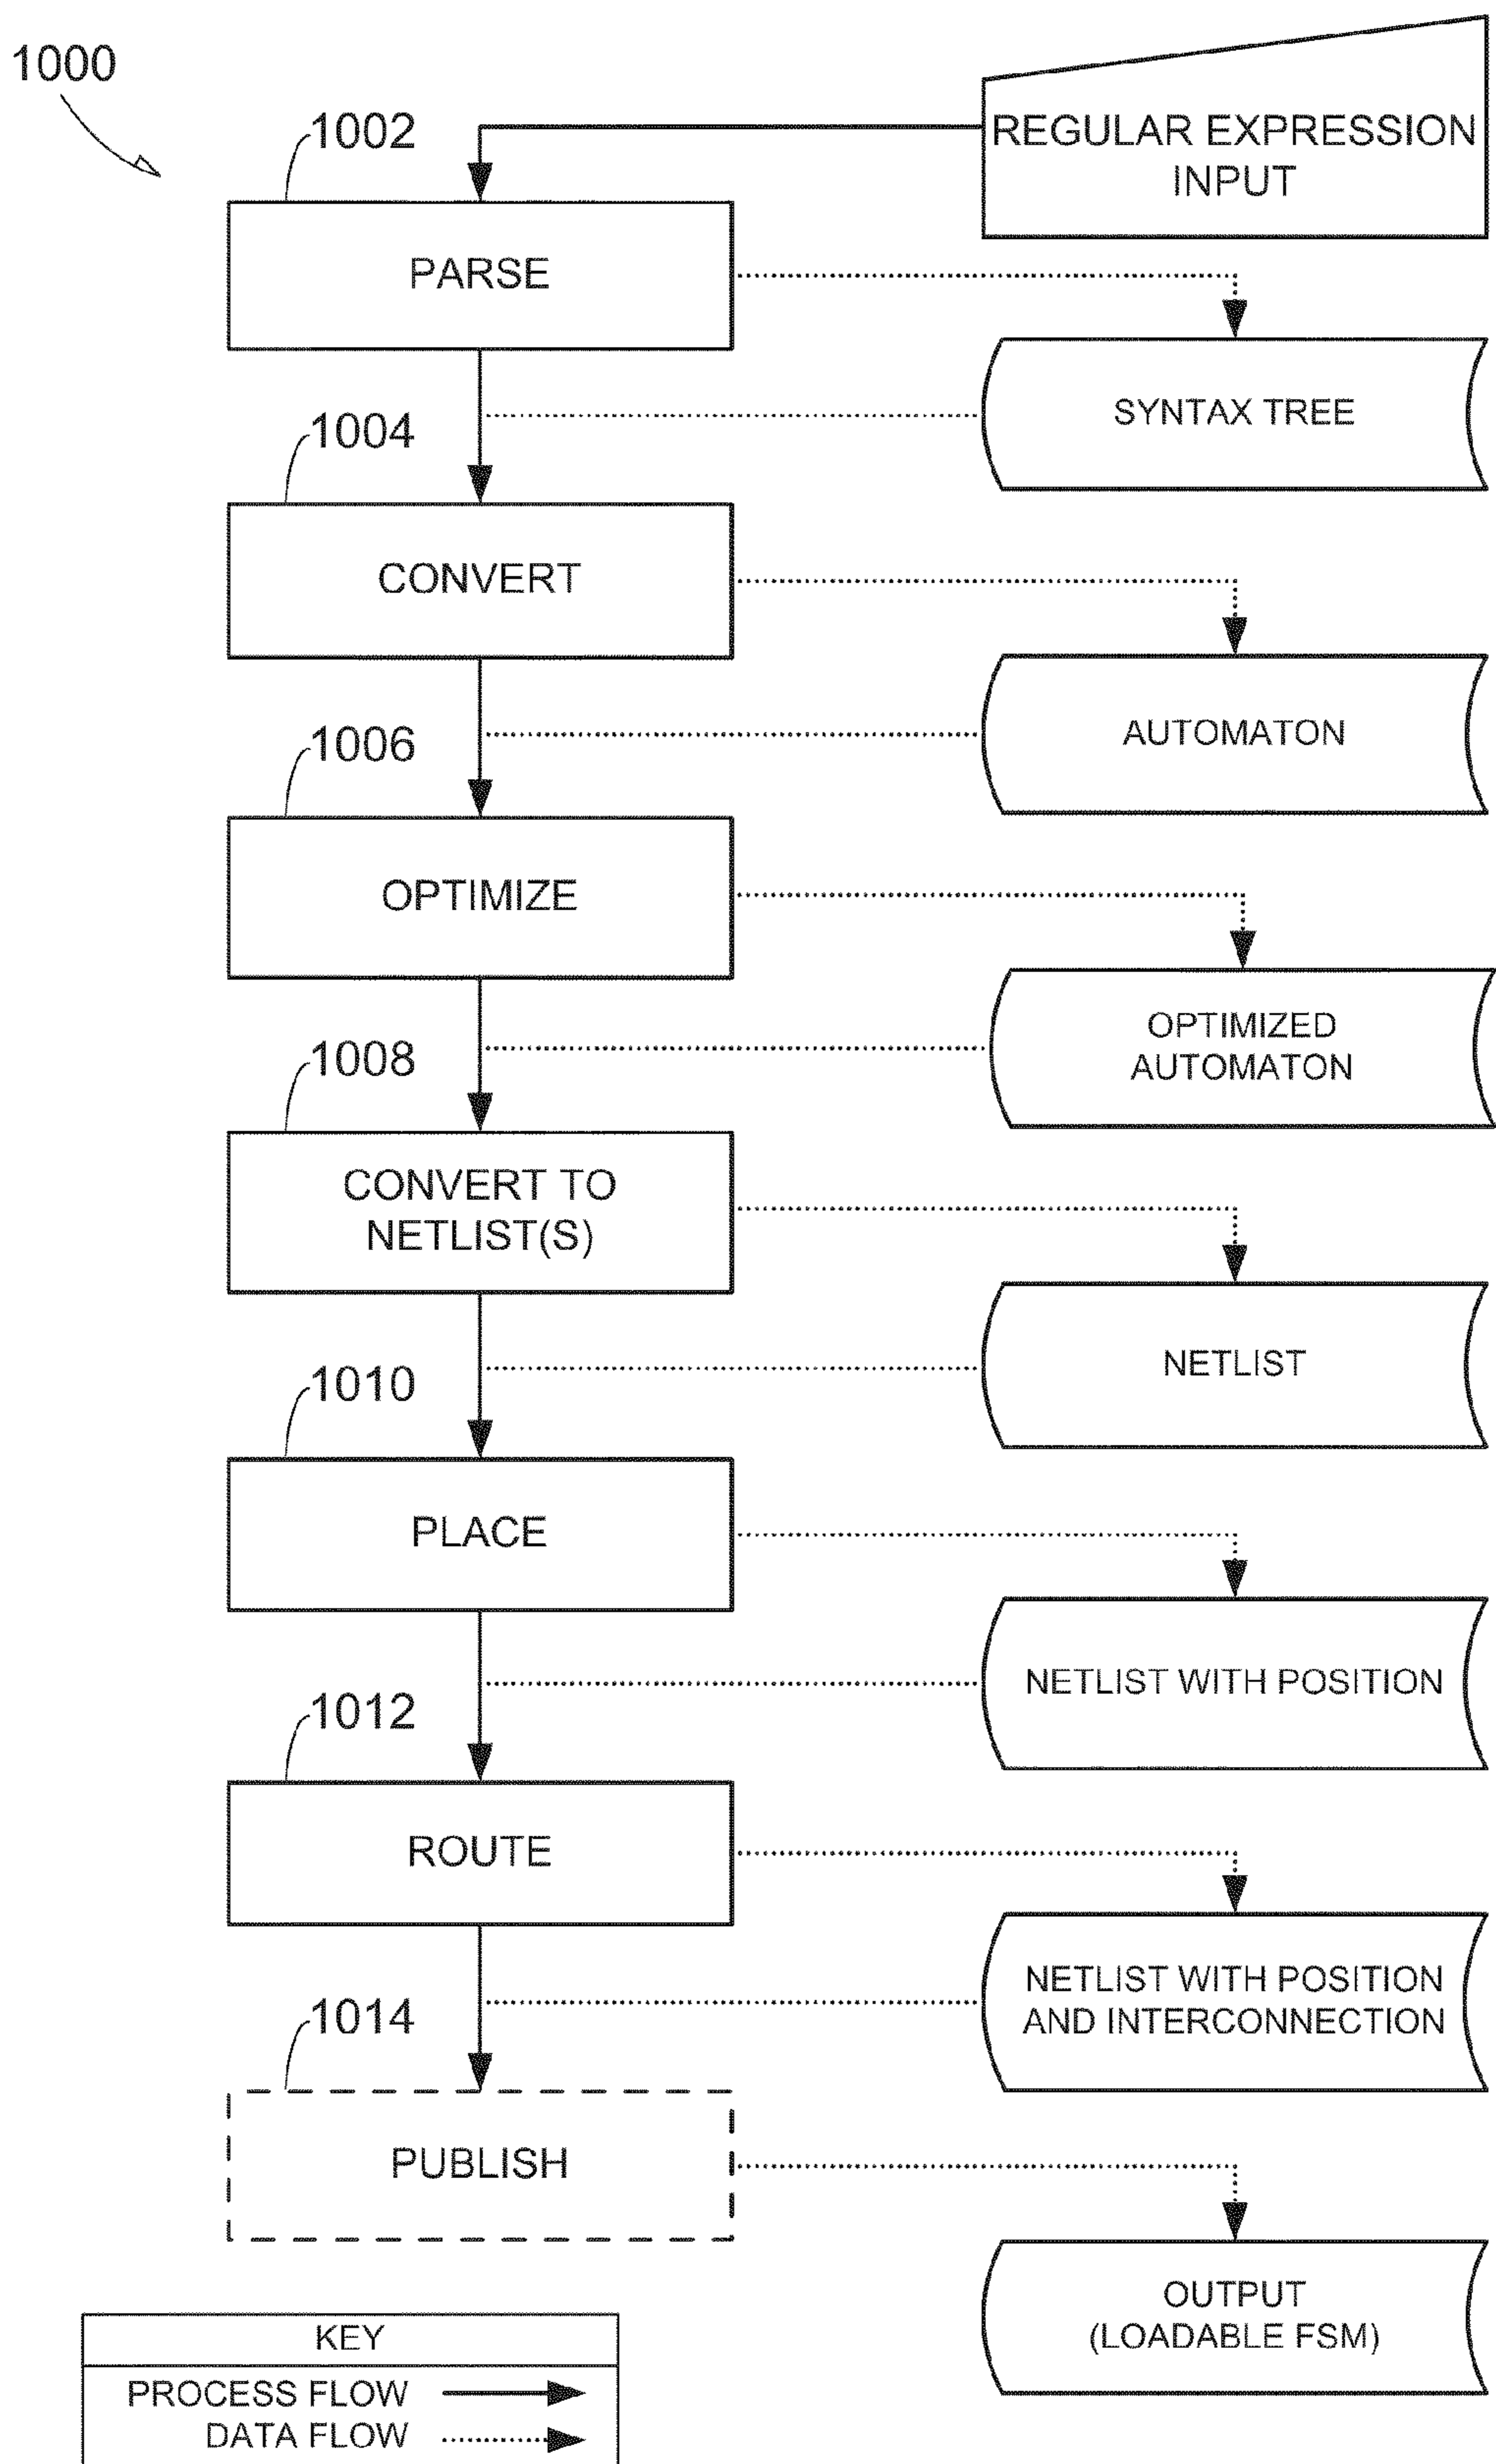 1000
1002
REGULAR EXPRESSION
INPUT
PARSE
SYNTAX TREE
1004
CONVERT
AUTOMATON
1006
OPTIMIZE
OPTIMIZED
AUTOMATON
1008
CONVERT TO
NETLIST(S)
NETLIST
1010
PLACE
NETLIST WITH POSITION
1012
ROUTE
NETLIST WITH POSITION
AND INTERCONNECTION
1014
PUBLISH
OUTPUT
(LOADABLE FSM)
KEY
PROCESS FLOW
DATA FLOW